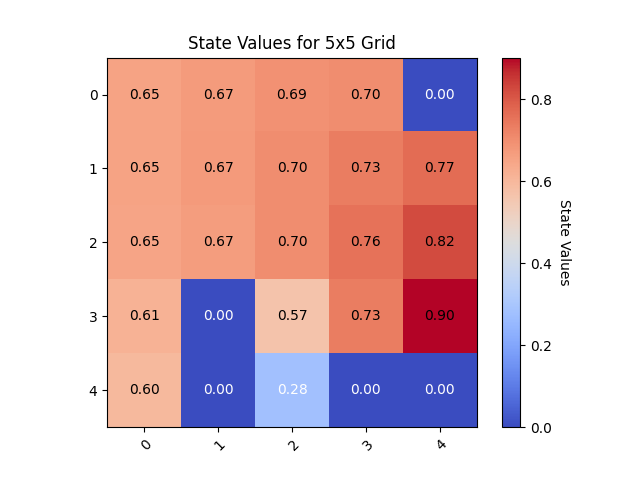 State Values for 5x5 Grid
0 0.65 0.67 0.69 0.70 0.00
1 0.65 0.67 0.70 0.73 0.77
2 0.65 0.67 0.70 0.76 0.82
3 0.61 0.00 0.57 0.73 0.90
4 0.60 0.00 0.28 0.00 0.00
0 1 2 3 4
0.8
0.6
0.4
0.2
0.0
State Values